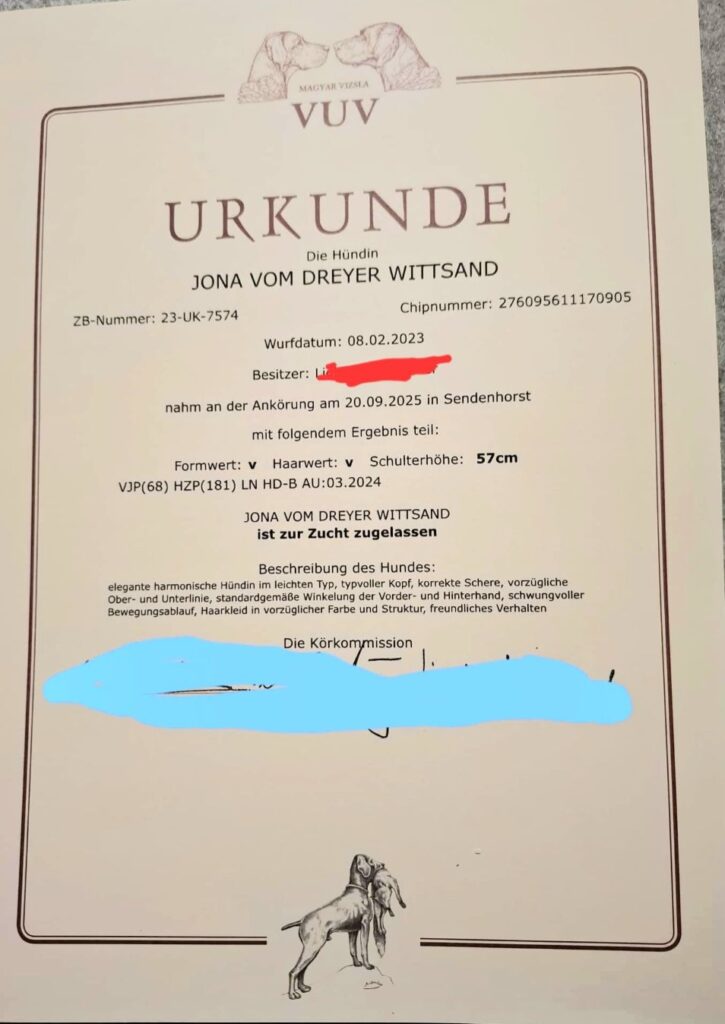 MAGYAR VIZSLA
VUV
URKUNDE
Die Hündin
JONA VOM DREYER WITTSAND
ZB-Nummer: 23-UK-7574
Chipnummer: 276095611170905
Wurfdatum: 08.02.2023
Besitzer:
nahm an der Ankörung am 20.09.2025 in Sendenhorst
mit folgendem Ergebnis teil:
Formwert: v Haarwert: v Schulterhöhe: 57cm
VJP(68) HZP(181) LN HD-B AU:03.2024
JONA VOM DREYER WITTSAND
ist zur Zucht zugelassen
Beschreibung des Hundes:
elegante harmonische Hündin im leichten Typ, typvoller Kopf, korrekte Schere, vorzügliche
Ober- und Unterlinie, standardgemäße Winkelung der Vorder- und Hinterhand, schwungvoller
Bewegungsablauf, Haarkleid in vorzüglicher Farbe und Struktur, freundliches Verhalten
Die Körkommission